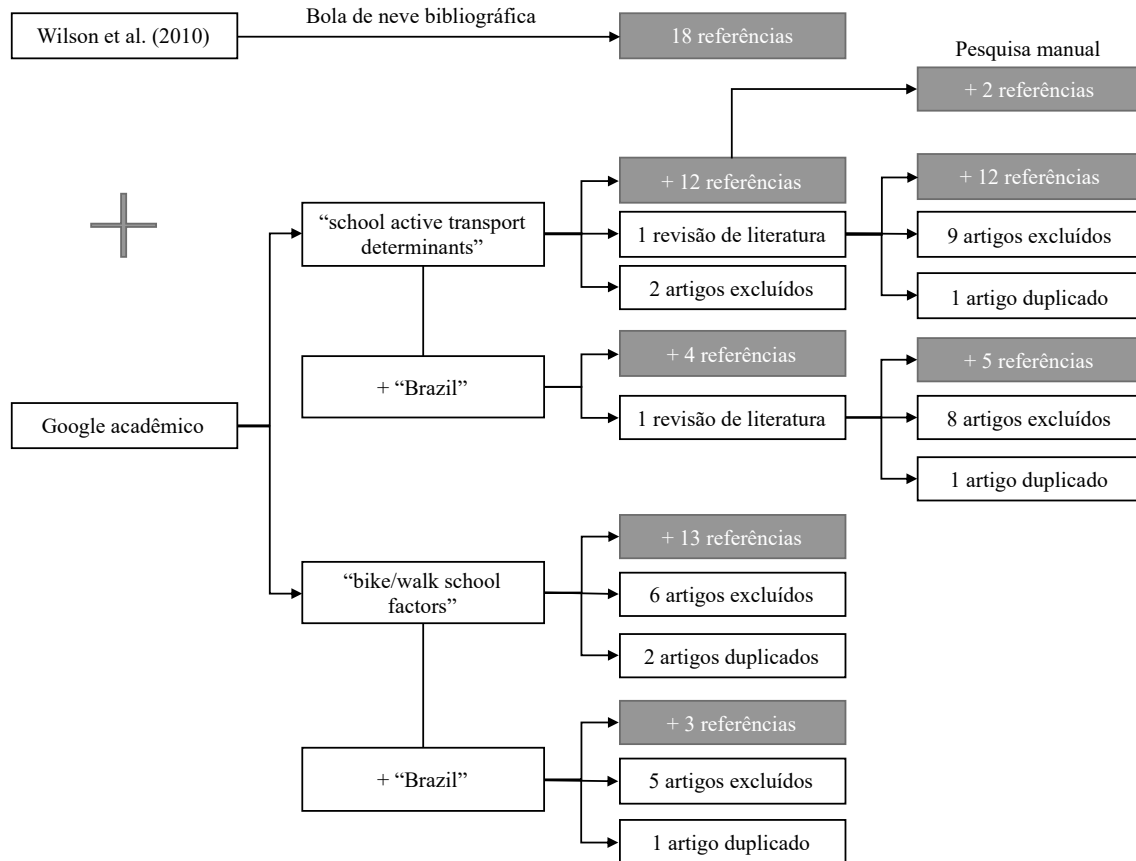 Bola de neve bibliográfica
Wilson et al. (2010)
18 referências
Pesquisa manual
+ 2 referências
+ 12 referências
+ 12 referências
“school active transport
determinants”
1 revisão de literatura
9 artigos excluídos
2 artigos excluídos
1 artigo duplicado
+ 4 referências
+ 5 referências
+ “Brazil”
1 revisão de literatura
8 artigos excluídos
Google acadêmico
1 artigo duplicado
+ 13 referências
“bike/walk school
factors”
6 artigos excluídos
2 artigos duplicados
+ 3 referências
+ “Brazil”
5 artigos excluídos
1 artigo duplicado